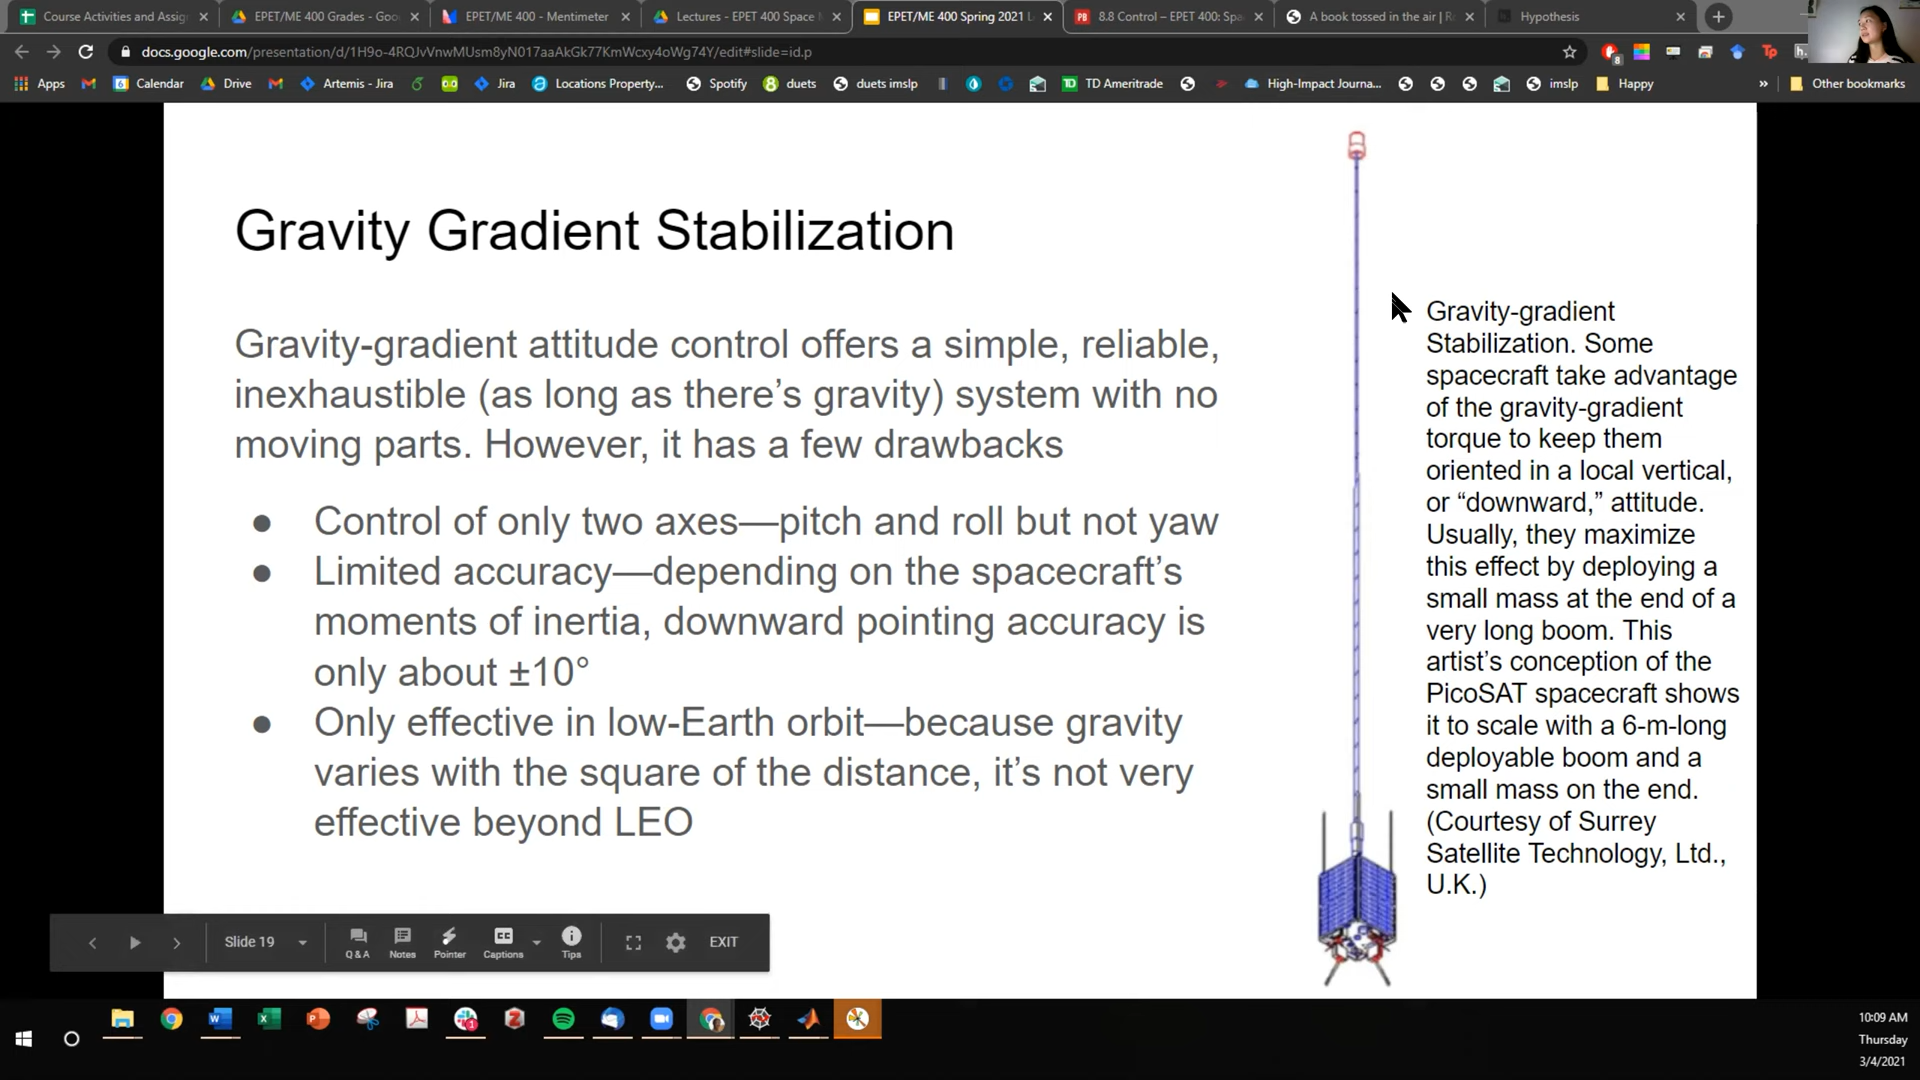 Course Activities and Assig
EPET/ME 400 Grades - Goo
EPET/ME 400 - Mentimeter
Lectures - EPET 400 Space
EPET/ME 400 Spring 2021 L
8.8 Control – EPET 400: Spa
A book tossed in the air | R
Hypothesis
docs.google.com/presentation/d/1H9o-4RQJvVnwMUsm8yN017aaAkGk77KmWcxy4oWg74Y/edit#slide=id.p
Apps
Calendar
Drive
Artemis - Jira
Jira
Locations Property...
Spotify
duets
duets imslp
TD Ameritrade
High-Impact Journa...
imslp
Happy
»
Other bookmarks
Gravity Gradient Stabilization
Gravity-gradient attitude control offers a simple, reliable,
inexhaustible (as long as there’s gravity) system with no
moving parts. However, it has a few drawbacks
● Control of only two axes—pitch and roll but not yaw
● Limited accuracy—depending on the spacecraft’s
moments of inertia, downward pointing accuracy is
only about ±10°
● Only effective in low-Earth orbit—because gravity
varies with the square of the distance, it’s not very
effective beyond LEO
Gravity-gradient
Stabilization. Some
spacecraft take advantage
of the gravity-gradient
torque to keep them
oriented in a local vertical,
or “downward,” attitude.
Usually, they maximize
this effect by deploying a
small mass at the end of a
very long boom. This
artist’s conception of the
PicoSAT spacecraft shows
it to scale with a 6-m-long
deployable boom and a
small mass on the end.
(Courtesy of Surrey
Satellite Technology, Ltd.,
U.K.)
Slide 19
Q & A
Notes
Pointer
Captions
Tips
EXIT
10:09 AM
Thursday
3/4/2021